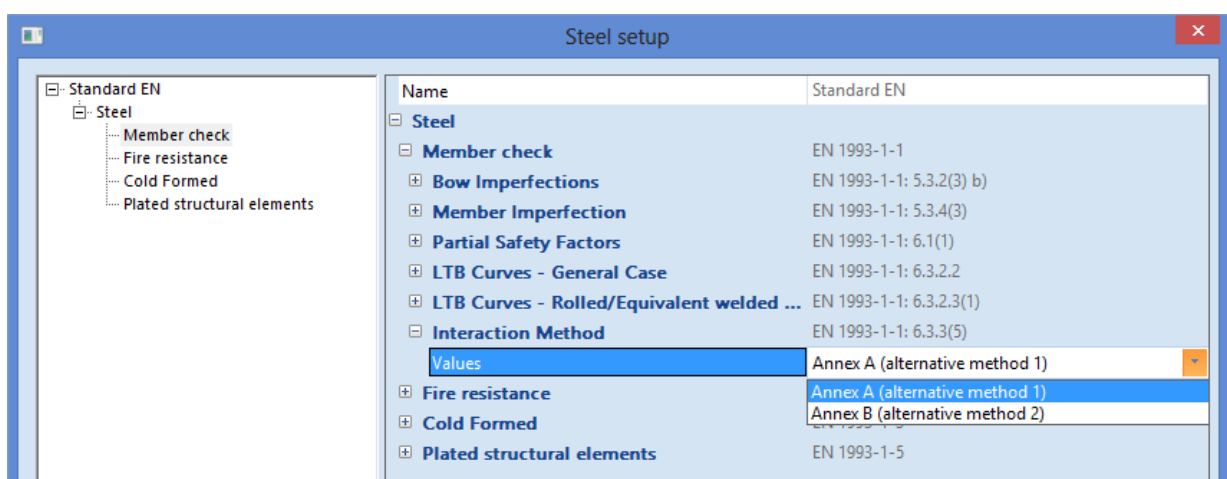 Steel setup
Standard EN
Steel
Member check
Fire resistance
Cold Formed
Plated structural elements
Name Standard EN
Steel
Member check EN 1993-1-1
Bow Imperfections EN 1993-1-1: 5.3.2(3) b)
Member Imperfection EN 1993-1-1: 5.3.4(3)
Partial Safety Factors EN 1993-1-1: 6.1(1)
LTB Curves - General Case EN 1993-1-1: 6.3.2.2
LTB Curves - Rolled/Equivalent welded ... EN 1993-1-1: 6.3.2.3(1)
Interaction Method EN 1993-1-1: 6.3.3(5)
Values Annex A (alternative method 1)
Fire resistance Annex A (alternative method 1)
Annex B (alternative method 2)
Cold Formed
Plated structural elements EN 1993-1-5